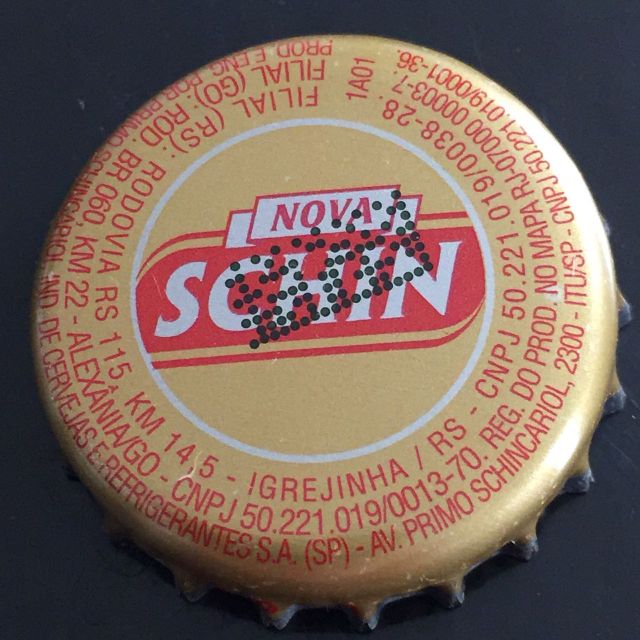 NOVA
SCHIN
FILIAL (RS): RODOVIA RS 115, KM 14,5 - IGREJINHA / RS - CNPJ 50.221.019/0038-28.
FILIAL (GO): ROD. BR 060, KM 22 - ALEXÂNIA/GO - CNPJ 50.221.019/0013-70. REG. DO PROD. NO MAPA RJ-07000 00003-7.
PROD. E ENG. POR PRIMO SCHINCARIOL IND. DE CERVEJAS E REFRIGERANTES S.A. (SP) - AV. PRIMO SCHINCARIOL, 2300 - ITU/SP - CNPJ 50.221.019/0001-36.
1A01